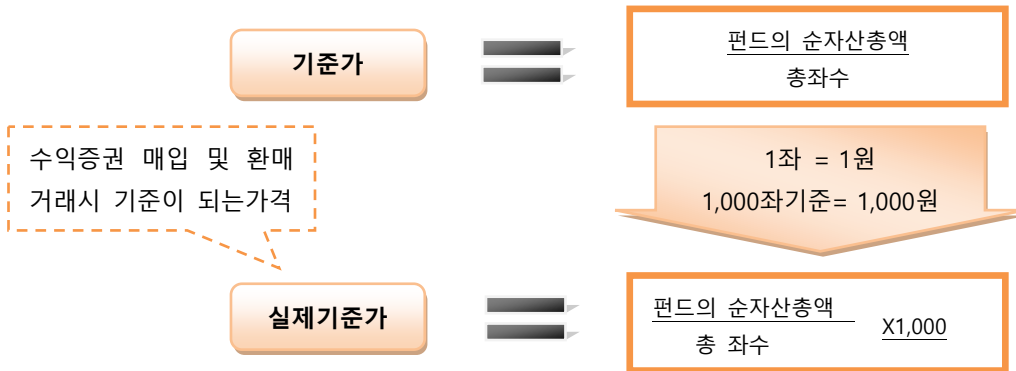 기준가
펀드의 순자산총액
총좌수
수익증권 매입 및 환매
거래시 기준이 되는가격
1좌 = 1원
1,000좌기준= 1,000원
실제기준가
펀드의 순자산총액
총 좌수
X1,000